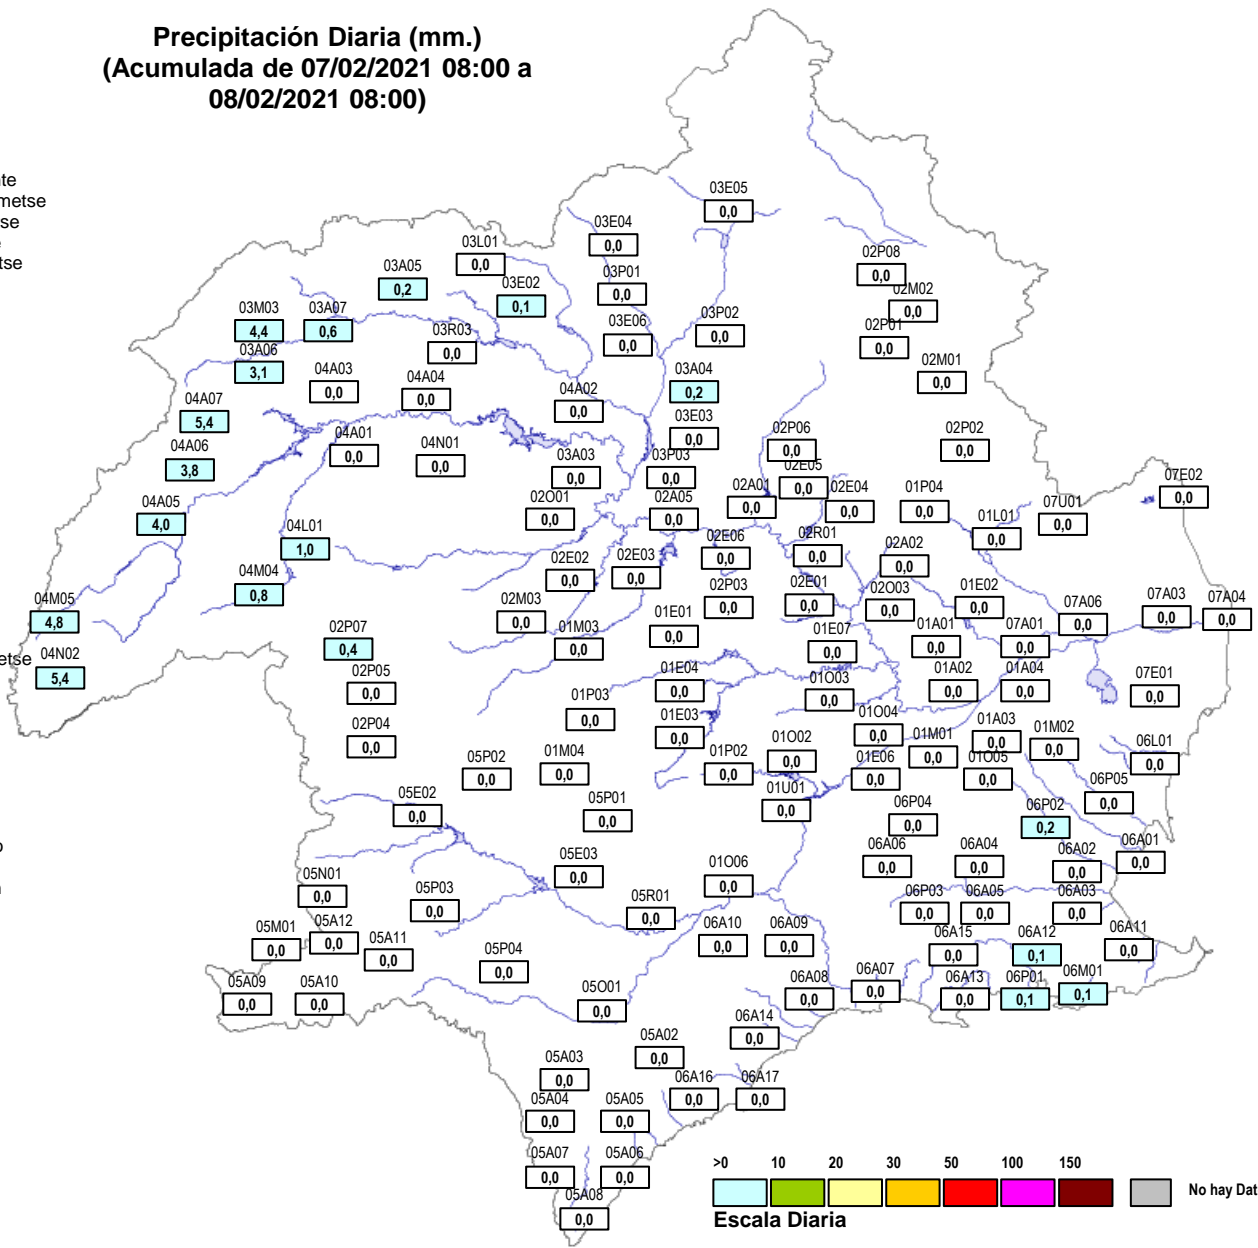 Precipitación Diaria (mm.)
(Acumulada de 07/02/2021 08:00 a
08/02/2021 08:00)
03E05
0,0
03E04
0,0
03L01
0,0
02P08
0,0
03A05
0,2
03P01
0,0
03E02
0,1
02M02
0,0
03M03
4,4
03A07
0,6
03P02
0,0
03E06
0,0
03R03
0,0
02P01
0,0
03A06
3,1
04A03
0,0
04A04
0,0
04A02
0,0
03A04
0,2
02M01
0,0
04A07
5,4
03E03
0,0
02P06
0,0
02P02
0,0
04A01
0,0
04N01
0,0
04A06
3,8
03A03
0,0
03P03
0,0
02E05
0,0
07E02
0,0
02A01
0,0
02E04
0,0
01P04
0,0
04A05
4,0
02O01
0,0
02A05
0,0
07U01
0,0
01L01
0,0
04L01
1,0
02E06
0,0
02R01
0,0
02A02
0,0
04M04
0,8
02E02
0,0
02E03
0,0
04M05
4,8
02M03
0,0
02P03
0,0
02E01
0,0
02O03
0,0
01E02
0,0
07A06
0,0
07A03
0,0
07A04
0,0
02P07
0,4
01M03
0,0
01E01
0,0
01E07
0,0
01A01
0,0
07A01
0,0
etse
04N02
5,4
02P05
0,0
01E04
0,0
01O03
0,0
01A02
0,0
01A04
0,0
07E01
0,0
01P03
0,0
02P04
0,0
01E03
0,0
01O04
0,0
01A03
0,0
01M02
0,0
05P02
0,0
01M04
0,0
01P02
0,0
01O02
0,0
01M01
0,0
01E06
0,0
01O05
0,0
06L01
0,0
05E02
0,0
05P01
0,0
01U01
0,0
06P04
0,0
06P02
0,2
06P05
0,0
05E03
0,0
01O06
0,0
06A06
0,0
06A04
0,0
06A02
0,0
06A01
0,0
05N01
0,0
05P03
0,0
05R01
0,0
06P03
0,0
06A05
0,0
06A03
0,0
05M01
0,0
05A12
0,0
05A11
0,0
05P04
0,0
06A10
0,0
06A09
0,0
06A15
0,0
06A12
0,1
06A11
0,0
05A09
0,0
05A10
0,0
05O01
0,0
06A08
0,0
06A07
0,0
06A13
0,0
06P01
0,1
06M01
0,1
06A14
0,0
05A02
0,0
05A03
0,0
06A16
0,0
06A17
0,0
05A04
0,0
05A05
0,0
05A07
0,0
05A06
0,0
05A08
0,0
>0 10 20 30 50 100 150
No hay Dat
Escala Diaria